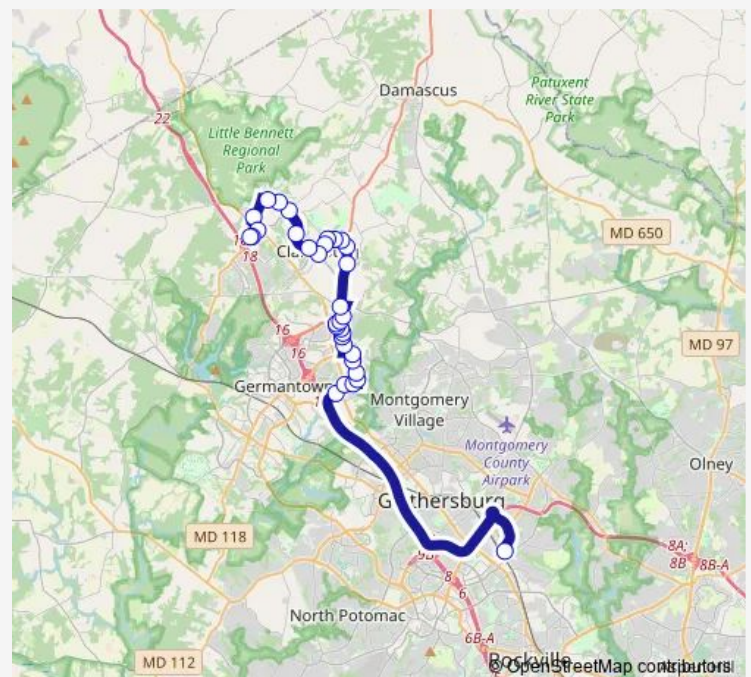 Damascus
Patuxent
River State
Park
22
Little Bennett
Regional
Park
MD 650
18
16
16
MD 97
Germantown
Montgomery
Village
Montgomery
County
Airpark
Olney
MD 118
8A;
8B
8B-A
9B
8
6
North Potomac
6B-A
MD 112
© OpenStreetMap contributors